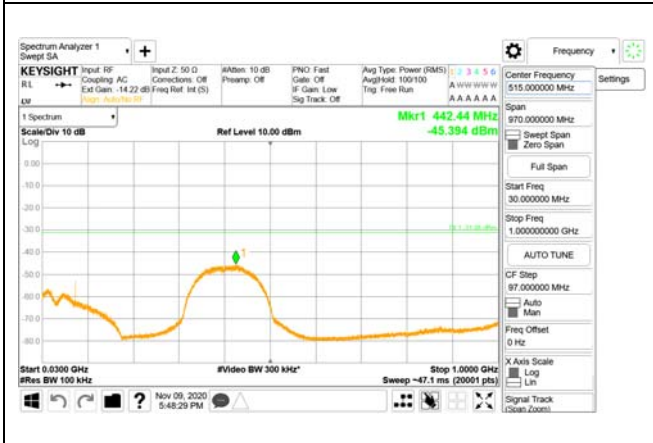 Spectrum Analyzer 1
Swept SA
+
Frequency
KEYSIGHT
Input: RF
Coupling: AC
Ext Gain: -14.22 dB
Align: Auto/No RF
Input Z: 50 Ω
Corrections: Off
Freq Ref: Int (S)
#Atten: 10 dB
Preamp: Off
PNO: Fast
Gate: Off
IF Gain: Low
Sig Track: Off
Avg Type: Power (RMS)
Avg|Hold: 100/100
Trig: Free Run
1 2 3 4 5 6
A W W W W W
A A A A A A
RL
Center Frequency
515.000000 MHz
Settings
1 Spectrum
Mkr1 442.44 MHz
Scale/Div 10 dB
Ref Level 10.00 dBm
-45.394 dBm
Log
0.00
-10.0
-20.0
-30.0
-40.0
-50.0
-60.0
-70.0
-80.0
1
Start 0.0300 GHz
#Video BW 300 kHz*
Stop 1.0000 GHz
#Res BW 100 kHz
Sweep ~47.1 ms (20001 pts)
Span
970.000000 MHz
Swept Span
Zero Span
Full Span
Start Freq
30.000000 MHz
Stop Freq
1.000000000 GHz
AUTO TUNE
CF Step
97.000000 MHz
Auto
Man
Freq Offset
0 Hz
X Axis Scale
Log
Lin
Signal Track
(Span Zoom)
?
Nov 09, 2020
5:48:29 PM